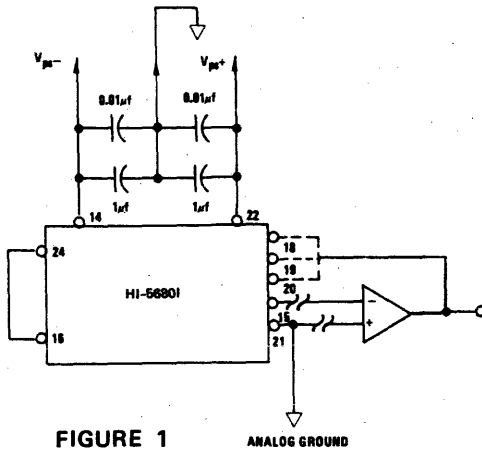 Vps−
Vps+
0.01µf
0.01µf
1µf
1µf
14
22
24
18
19
HI-5680I
20
15
16
21
FIGURE 1
ANALOG GROUND